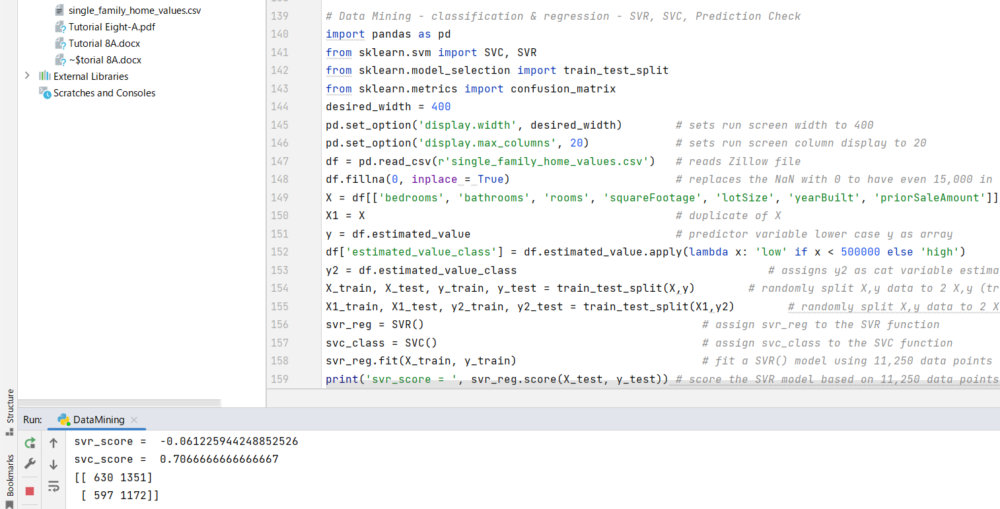 single_family_home_values.csv
Tutorial Eight-A.pdf
Tutorial 8A.docx
~$torial 8A.docx
External Libraries
Scratches and Consoles
139 # Data Mining - classification & regression - SVR, SVC, Prediction Check
140 import pandas as pd
141 from sklearn.svm import SVC, SVR
142 from sklearn.model_selection import train_test_split
143 from sklearn.metrics import confusion_matrix
144 desired_width = 400
145 pd.set_option('display.width', desired_width) # sets run screen width to 400
146 pd.set_option('display.max_columns', 20) # sets run screen column display to 20
147 df = pd.read_csv(r'single_family_home_values.csv') # reads Zillow file
148 df.fillna(0, inplace = True) # replaces the NaN with 0 to have even 15,000 in
149 X = df[['bedrooms', 'bathrooms', 'rooms', 'squareFootage', 'lotSize', 'yearBuilt', 'priorSaleAmount']]
150 X1 = X # duplicate of X
151 y = df.estimated_value # predictor variable lower case y as array
152 df['estimated_value_class'] = df.estimated_value.apply(lambda x: 'low' if x < 500000 else 'high')
153 y2 = df.estimated_value_class # assigns y2 as cat variable estima
154 X_train, X_test, y_train, y_test = train_test_split(X,y) # randomly split X,y data to 2 X,y (tr
155 X1_train, X1_test, y2_train, y2_test = train_test_split(X1,y2) # randomly split X,y data to 2 X
156 svr_reg = SVR() # assign svr_reg to the SVR function
157 svc_class = SVC() # assign svc_class to the SVC function
158 svr_reg.fit(X_train, y_train) # fit a SVR() model using 11,250 data points
159 print('svr_score = ', svr_reg.score(X_test, y_test)) # score the SVR model based on 11,250 data points
Structure
Bookmarks
Run: DataMining
svr_score =  -0.061225944248852526
svc_score =  0.7066666666666667
[[ 630 1351]
 [ 597 1172]]